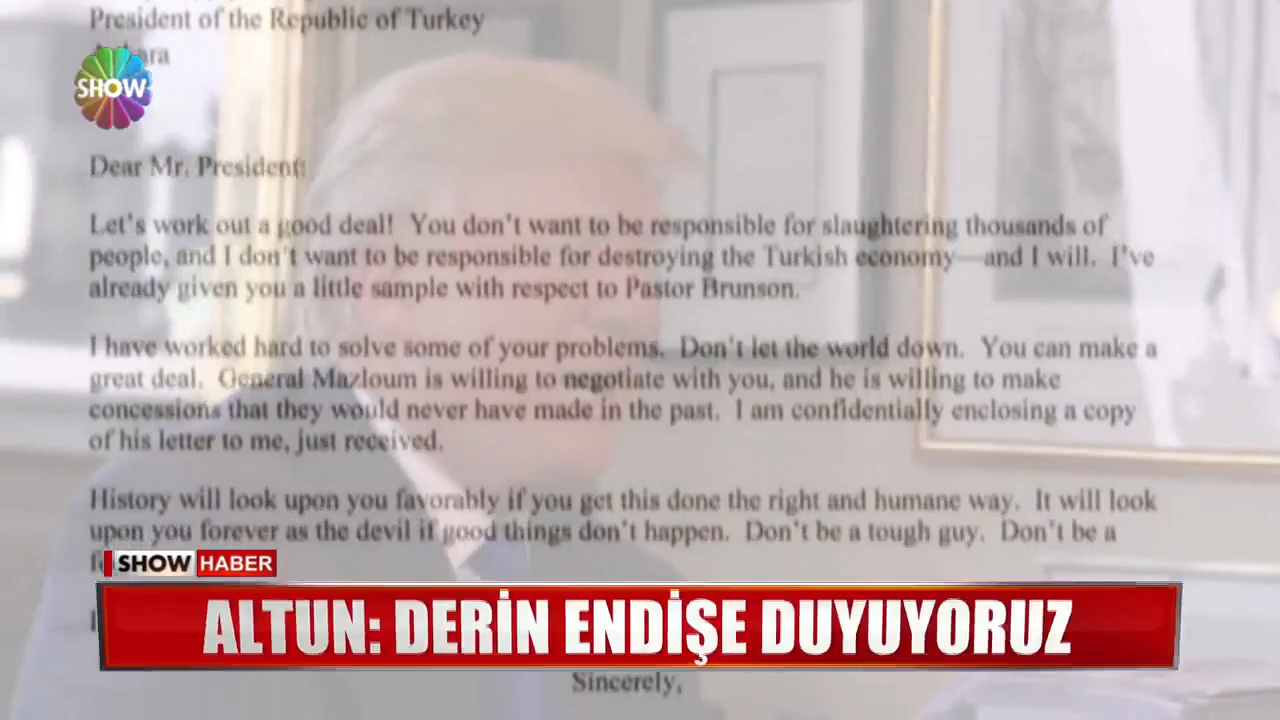 President of the Republic of Turkey
SHOW
Dear Mr. President:
Let's work out a good deal! You don't want to be responsible for slaughtering thousands of
people, and I don't want to be responsible for destroying the Turkish economy—and I will. I've
already given you a little sample with respect to Pastor Brunson.
I have worked hard to solve some of your problems. Don't let the world down. You can make a
great deal. General Mazloum is willing to negotiate with you, and he is willing to make
concessions that they would never have made in the past. I am confidentially enclosing a copy
of his letter to me, just received.
History will look upon you favorably if you get this done the right and humane way. It will look
upon you forever as the devil if good things don't happen. Don't be a tough guy. Don't be a
SHOW HABER
ALTUN: DERİN ENDİŞE DUYUYORUZ
Sincerely,